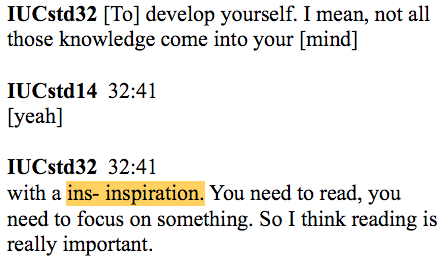 IUCstd32 [To] develop yourself. I mean, not all
those knowledge come into your [mind]
IUCstd14 32:41
[yeah]
IUCstd32 32:41
with a ins- inspiration. You need to read, you
need to focus on something. So I think reading is
really important.